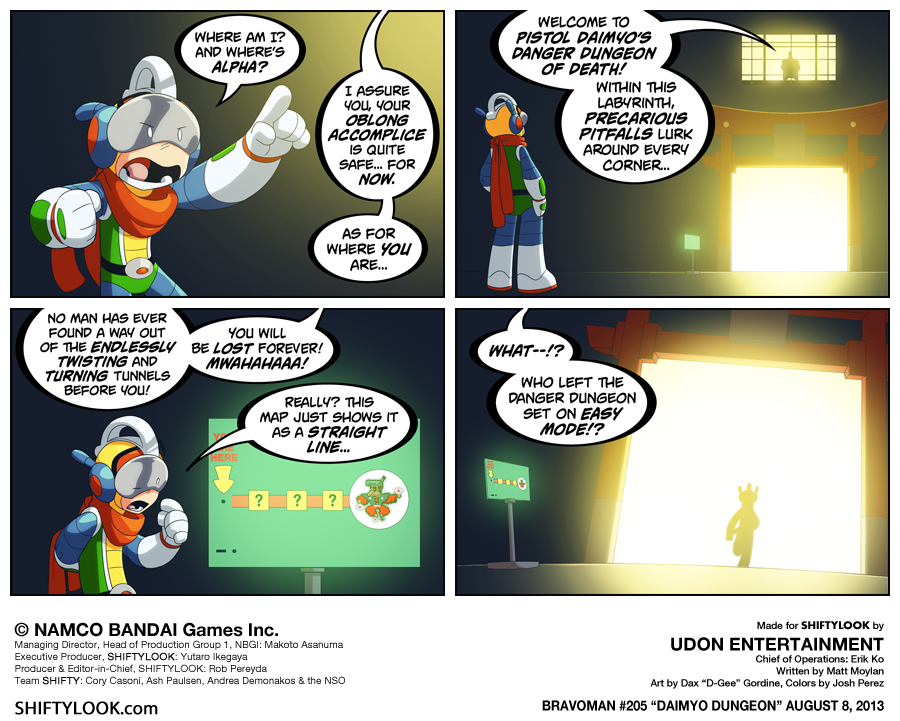 WHERE AM I?
AND WHERE'S
ALPHA?
I ASSURE
YOU, YOUR
OBLONG
ACCOMPLICE
IS QUITE
SAFE... FOR
NOW.
AS FOR
WHERE YOU
ARE...
WELCOME TO
PISTOL DAIMYO'S
DANGER DUNGEON
OF DEATH!
WITHIN THIS
LABYRINTH,
PRECARIOUS
PITFALLS LURK
AROUND EVERY
CORNER...
NO MAN HAS EVER
FOUND A WAY OUT
OF THE ENDLESSLY
TWISTING AND
TURNING TUNNELS
BEFORE YOU!
YOU WILL
BE LOST FOREVER!
MWAHAHAAA!
REALLY? THIS
MAP JUST SHOWS IT
AS A STRAIGHT
LINE...
YOU
ARE
HERE
? ? ?
WHAT--!?
WHO LEFT THE
DANGER DUNGEON
SET ON EASY
MODE!?
© NAMCO BANDAI Games Inc.
Managing Director, Head of Production Group 1, NBGI: Makoto Asanuma
Executive Producer, SHIFTYLOOK: Yutaro Ikegaya
Producer & Editor-in-Chief, SHIFTYLOOK: Rob Pereyda
Team SHIFTY: Cory Casoni, Ash Paulsen, Andrea Demonakos & the NSO
SHIFTYLOOK.com
Made for SHIFTYLOOK by
UDON ENTERTAINMENT
Chief of Operations: Erik Ko
Written by Matt Moylan
Art by Dax "D-Gee" Gordine, Colors by Josh Perez
BRAVOMAN #205 "DAIMYO DUNGEON" AUGUST 8, 2013